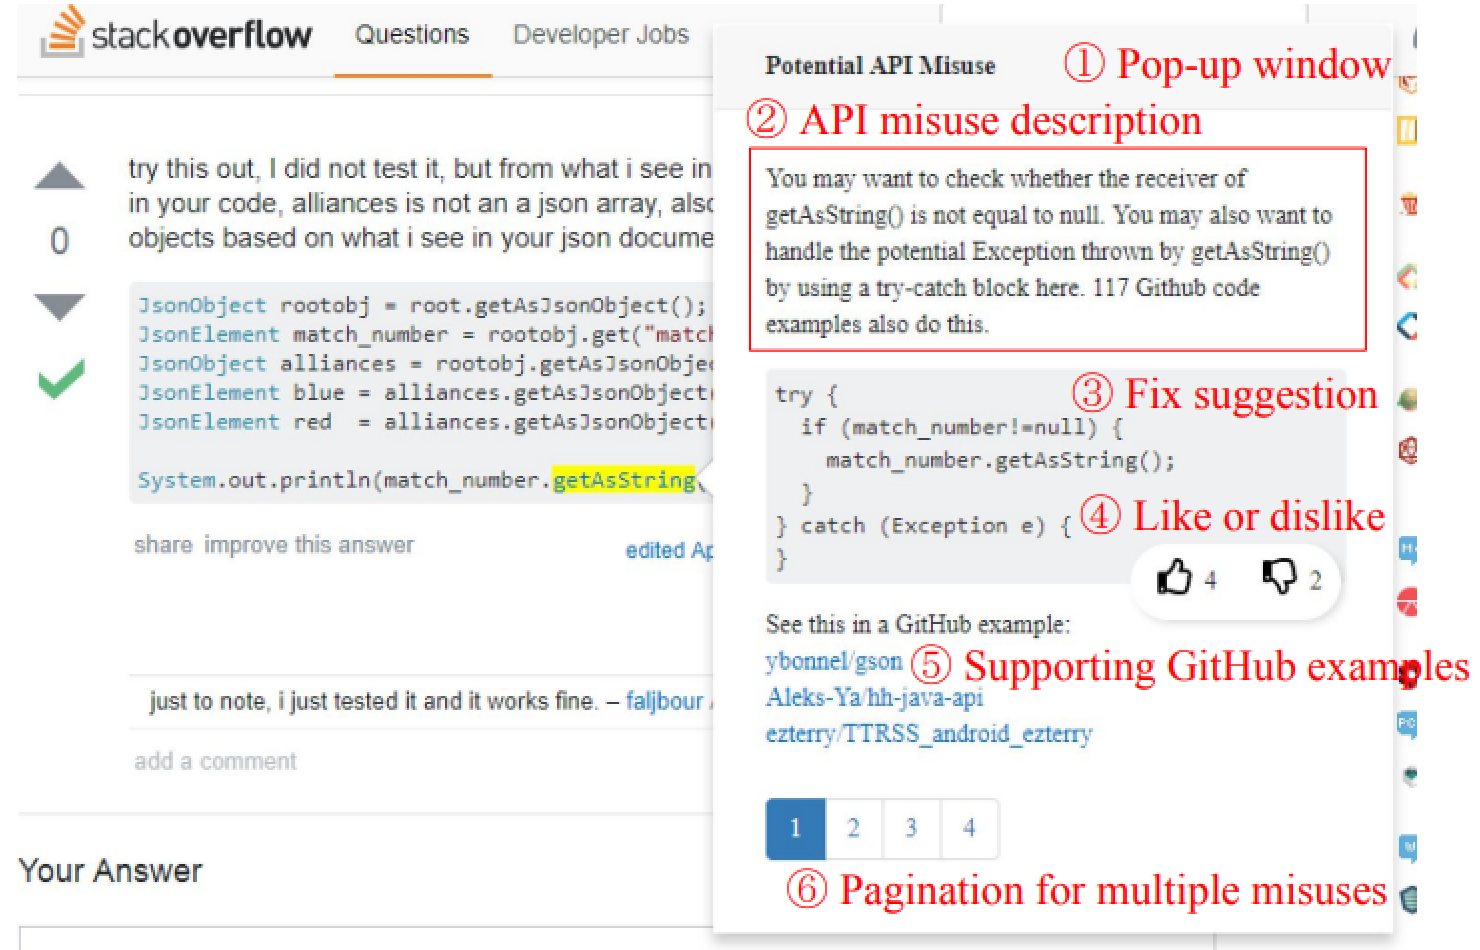 stackoverflow Questions Developer Jobs
try this out, I did not test it, but from what i see in
in your code, alliances is not an a json array, also
objects based on what i see in your json docume
0
JsonObject rootobj = root.getAsJsonObject();
JsonElement match_number = rootobj.get("match
JsonObject alliances = rootobj.getAsJsonObje
JsonElement blue = alliances.getAsJsonObject
JsonElement red = alliances.getAsJsonObject
System.out.println(match_number.getAsString(
share improve this answer
edited Ap
just to note, i just tested it and it works fine. – faljbour
add a comment
Your Answer
Potential API Misuse
① Pop-up window
② API misuse description
You may want to check whether the receiver of
getAsString() is not equal to null. You may also want to
handle the potential Exception thrown by getAsString()
by using a try-catch block here. 117 Github code
examples also do this.
③ Fix suggestion
try {
if (match_number!=null) {
match_number.getAsString();
}
} catch (Exception e) {
}
④ Like or dislike
4 2
See this in a GitHub example:
ybonnel/gson
⑤ Supporting GitHub examples
Aleks-Ya/hh-java-api
ezterry/TTRSS_android_ezterry
1 2 3 4
⑥ Pagination for multiple misuses